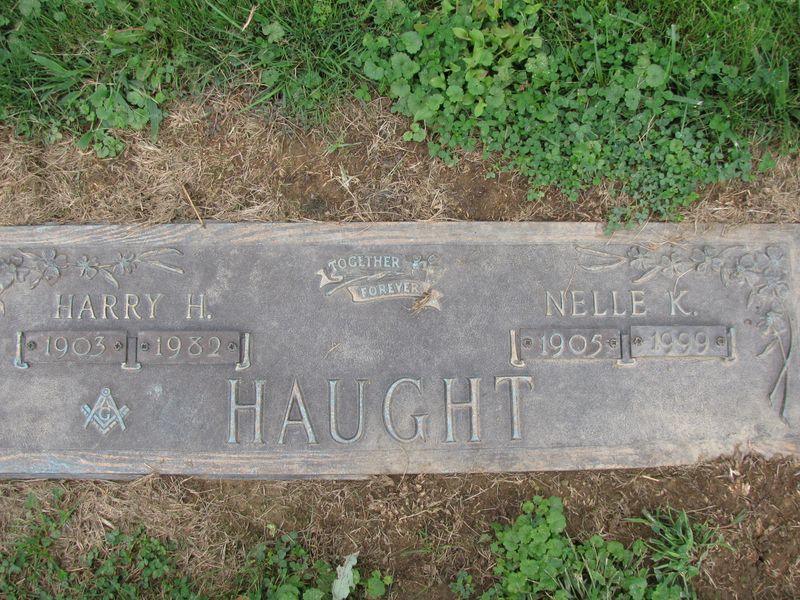 TOGETHER
FOREVER
HARRY H.
1903 1982
NELLE K.
1905 1999
G
HAUGHT